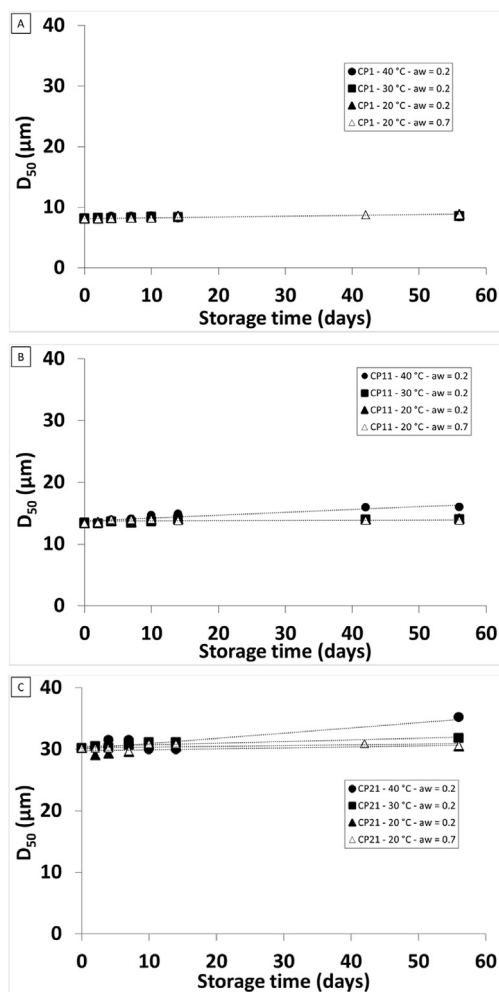 A
40
30
20
10
0
D50 (µm)
CP1 - 40 °C - aw = 0.2
CP1 - 30 °C - aw = 0.2
CP1 - 20 °C - aw = 0.2
CP1 - 20 °C - aw = 0.7
0 10 20 30 40 50 60
Storage time (days)
B
40
30
20
10
0
D50 (µm)
CP11 - 40 °C - aw = 0.2
CP11 - 30 °C - aw = 0.2
CP11 - 20 °C - aw = 0.2
CP11 - 20 °C - aw = 0.7
0 10 20 30 40 50 60
Storage time (days)
C
40
30
20
10
0
D50 (µm)
CP21 - 40 °C - aw = 0.2
CP21 - 30 °C - aw = 0.2
CP21 - 20 °C - aw = 0.2
CP21 - 20 °C - aw = 0.7
0 10 20 30 40 50 60
Storage time (days)